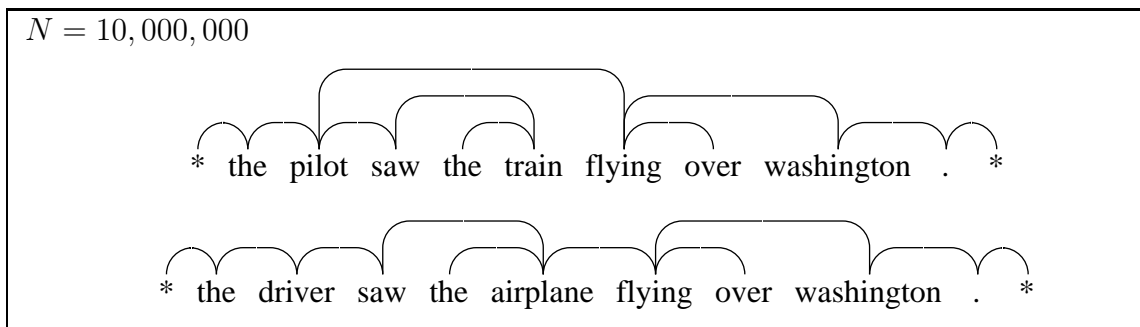 N = 10,000,000
* the pilot saw the train flying over washington . *
* the driver saw the airplane flying over washington . *